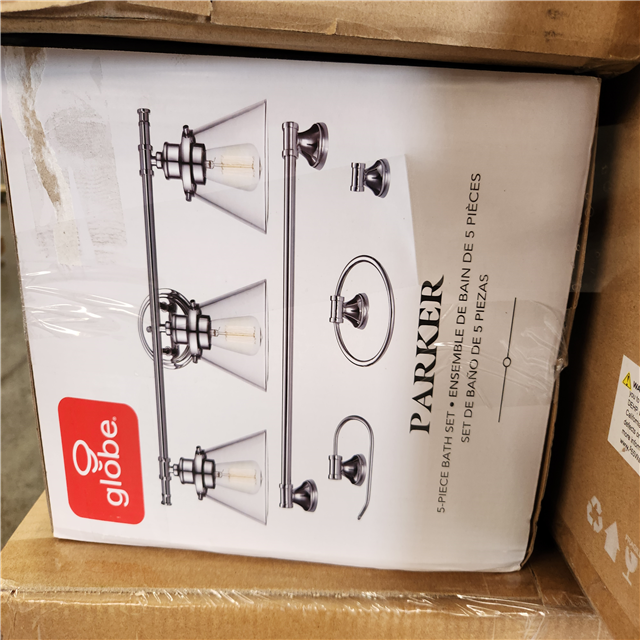 globe®
PARKER
5-PIECE BATH SET • ENSEMBLE DE BAIN DE 5 PIÈCES
SET DE BAÑO DE 5 PIEZAS